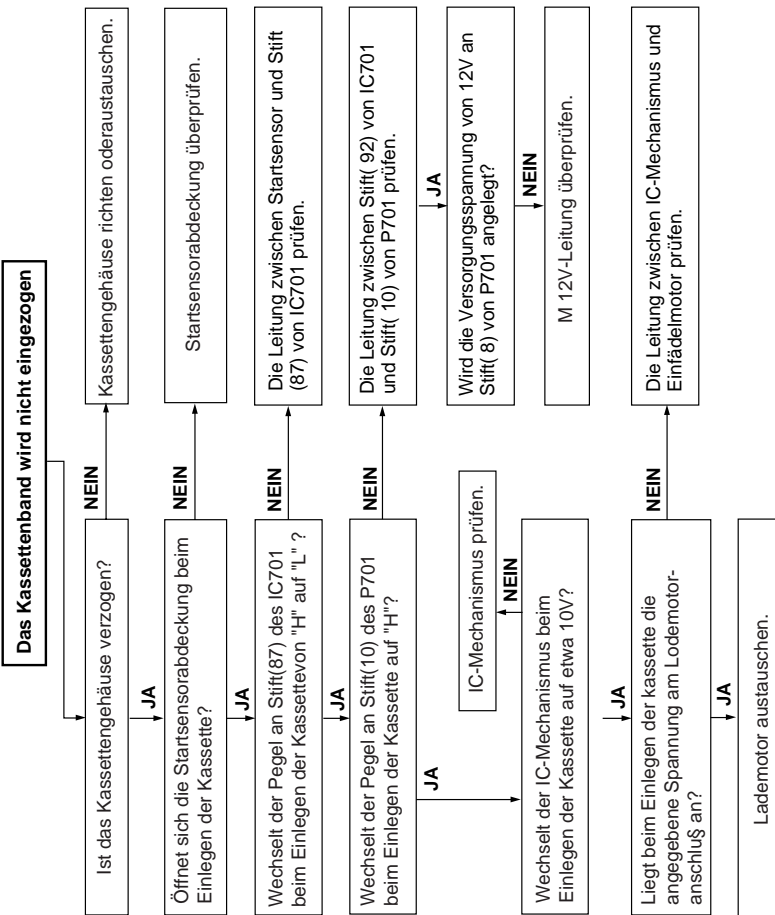 Das Kassettenband wird nicht eingezogen
Ist das Kassettengehäuse verzogen?
NEIN
Kassettengehäuse richten oderaustauschen.
JA
Öffnet sich die Startsensorabdeckung beim
Einlegen der Kassette?
NEIN
Startsensorabdeckung überprüfen.
JA
Wechselt der Pegel an Stift(87) des IC701
beim Einlegen der Kassettevon "H" auf "L" ?
NEIN
Die Leitung zwischen Startsensor und Stift
(87) von IC701 prüfen.
JA
Wechselt der Pegel an Stift(10) des P701
beim Einlegen der Kassette auf "H"?
NEIN
Die Leitung zwischen Stift( 92) von IC701
und Stift( 10) von P701 prüfen.
JA
Wird die Versorgungsspannung von 12V an
Stift( 8) von P701 angelegt?
NEIN
M 12V-Leitung überprüfen.
JA
IC-Mechanismus prüfen.
NEIN
Wechselt der IC-Mechanismus beim
Einlegen der Kassette auf etwa 10V?
JA
Liegt beim Einlegen der kassette die
angegebene Spannung am Lodemotor-
anschlu§ an?
NEIN
Die Leitung zwischen IC-Mechanismus und
Einfädelmotor prüfen.
JA
Lademotor austauschen.